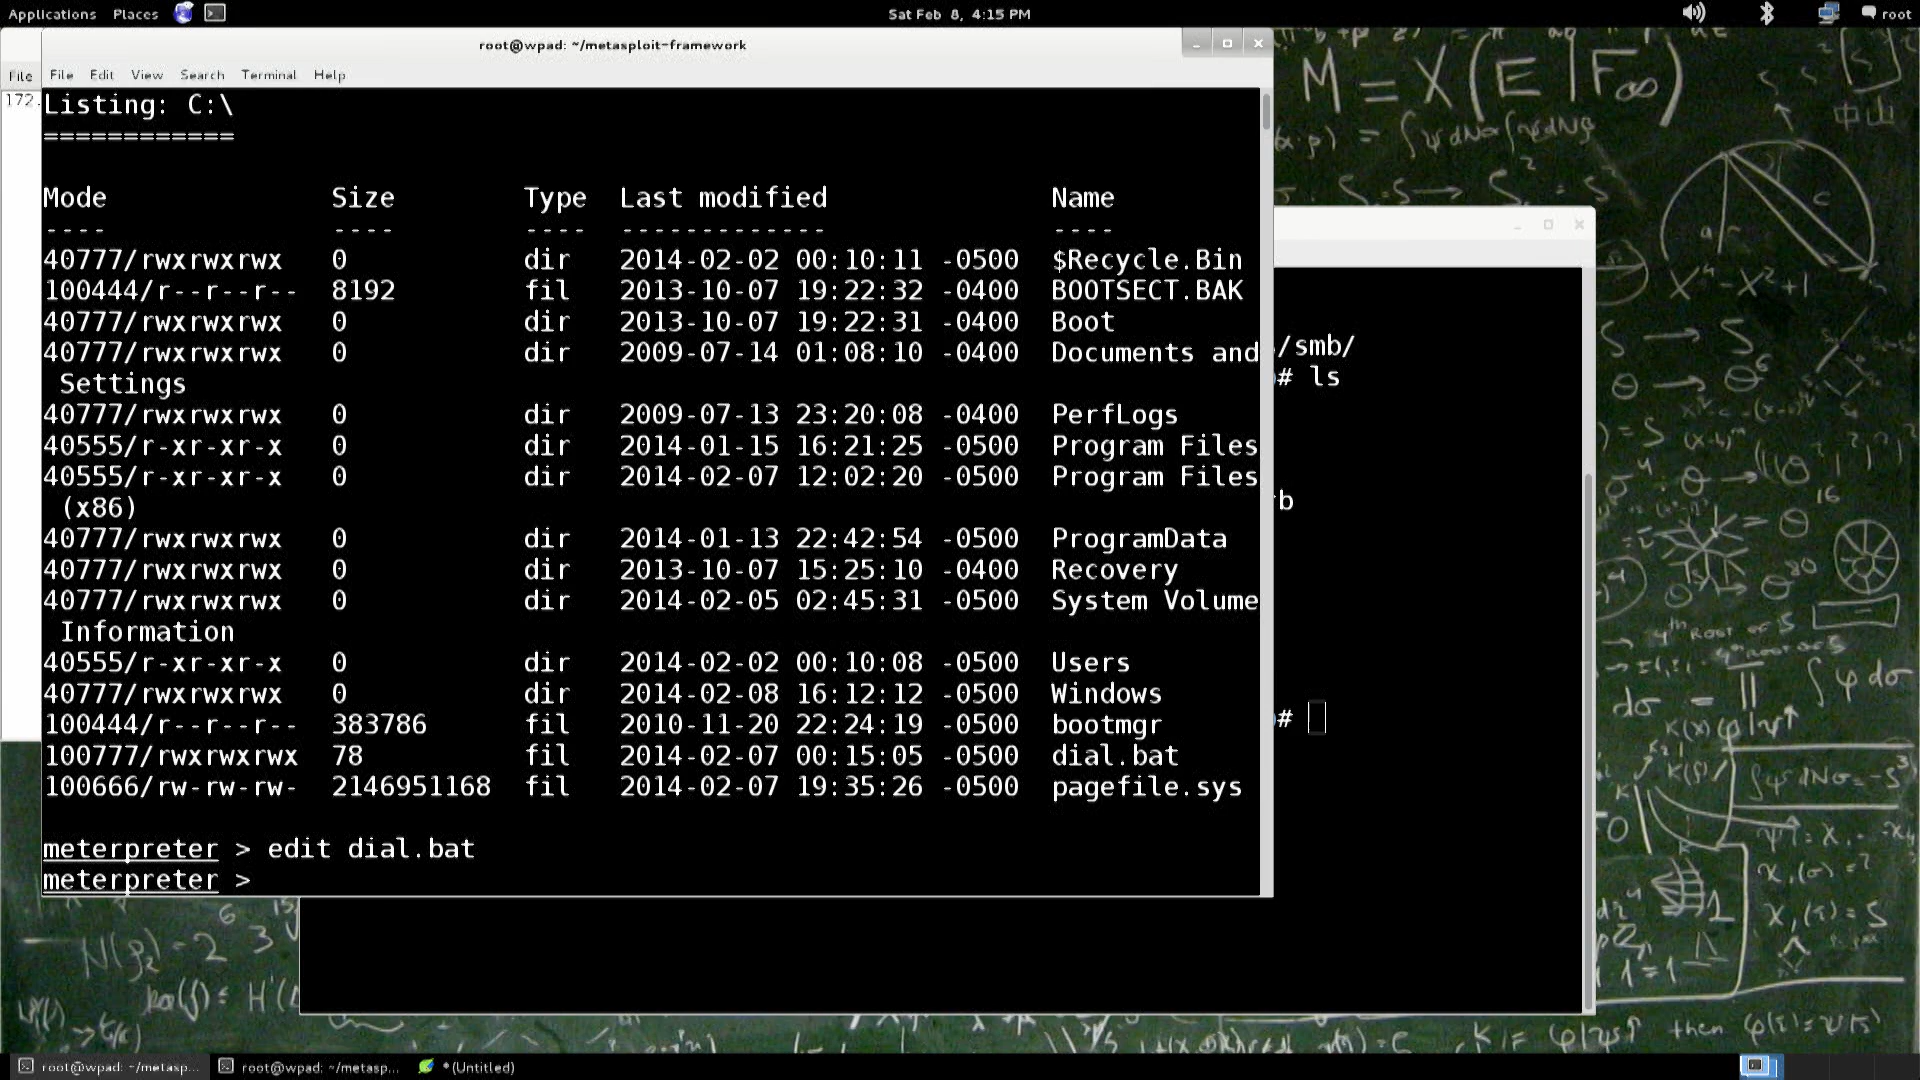 Applications Places Sat Feb 8, 4:15 PM root
root@wpad: ~/metasploit-framework
File File Edit View Search Terminal Help
172.
Listing: C:\
============
Mode Size Type Last modified Name
---- ---- ---- ------------- ----
40777/rwxrwxrwx 0 dir 2014-02-02 00:10:11 -0500 $Recycle.Bin
100444/r--r--r-- 8192 fil 2013-10-07 19:22:32 -0400 BOOTSECT.BAK
40777/rwxrwxrwx 0 dir 2013-10-07 19:22:31 -0400 Boot
40777/rwxrwxrwx 0 dir 2009-07-14 01:08:10 -0400 Documents and
Settings
40777/rwxrwxrwx 0 dir 2009-07-13 23:20:08 -0400 PerfLogs
40555/r-xr-xr-x 0 dir 2014-01-15 16:21:25 -0500 Program Files
40555/r-xr-xr-x 0 dir 2014-02-07 12:02:20 -0500 Program Files
(x86)
40777/rwxrwxrwx 0 dir 2014-01-13 22:42:54 -0500 ProgramData
40777/rwxrwxrwx 0 dir 2013-10-07 15:25:10 -0400 Recovery
40777/rwxrwxrwx 0 dir 2014-02-05 02:45:31 -0500 System Volume
Information
40555/r-xr-xr-x 0 dir 2014-02-02 00:10:08 -0500 Users
40777/rwxrwxrwx 0 dir 2014-02-08 16:12:12 -0500 Windows
100444/r--r--r-- 383786 fil 2010-11-20 22:24:19 -0500 bootmgr
100777/rwxrwxrwx 78 fil 2014-02-07 00:15:05 -0500 dial.bat
100666/rw-rw-rw- 2146951168 fil 2014-02-07 19:35:26 -0500 pagefile.sys
meterpreter > edit dial.bat
meterpreter >
/smb/
# ls
b
#
M = X(E|F∞)
中山
X⁴-X²+1
root@wpad: ~/metasp... root@wpad: ~/metasp... *(Untitled)